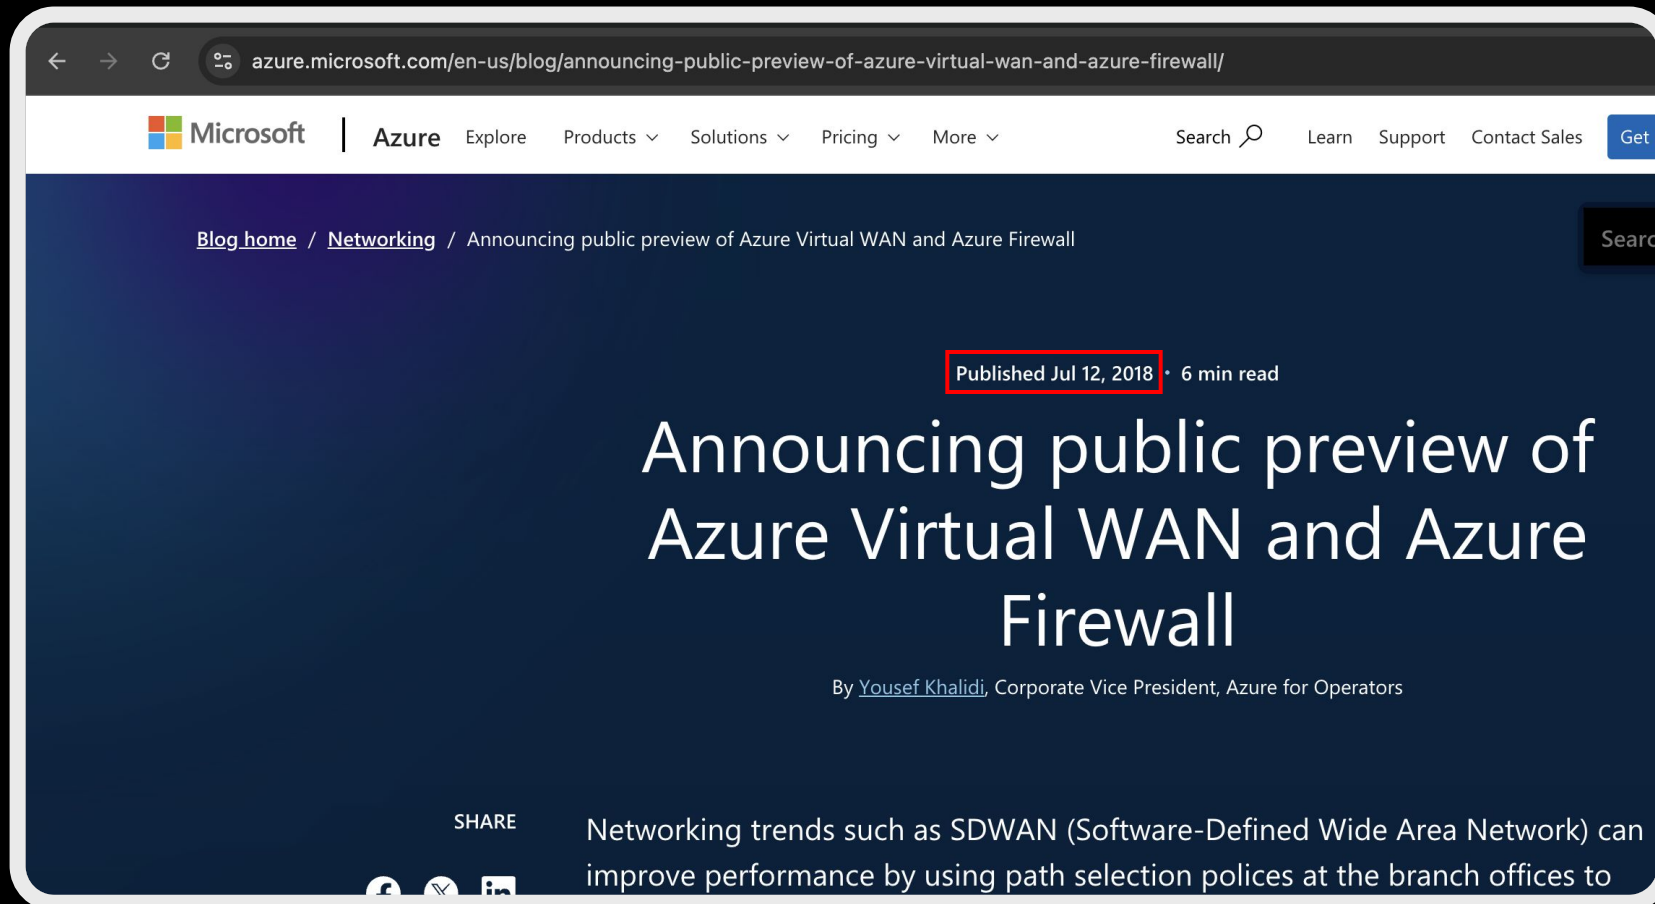 azure.microsoft.com/en-us/blog/announcing-public-preview-of-azure-virtual-wan-and-azure-firewall/
Microsoft | Azure Explore Products Solutions Pricing More Search Learn Support Contact Sales Get
Blog home / Networking / Announcing public preview of Azure Virtual WAN and Azure Firewall
Published Jul 12, 2018 • 6 min read
Announcing public preview of
Azure Virtual WAN and Azure
Firewall
By Yousef Khalidi, Corporate Vice President, Azure for Operators
SHARE
Networking trends such as SDWAN (Software-Defined Wide Area Network) can
improve performance by using path selection polices at the branch offices to